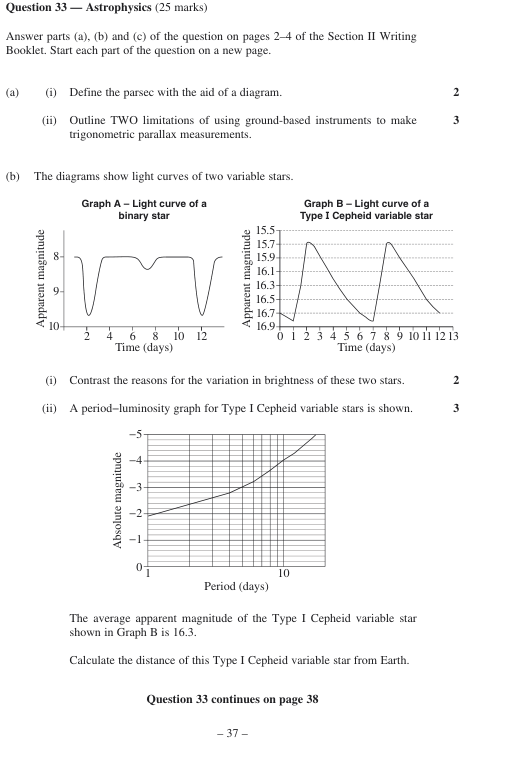 Question 33 — Astrophysics (25 marks)
Answer parts (a), (b) and (c) of the question on pages 2–4 of the Section II Writing
Booklet. Start each part of the question on a new page.
(a) (i) Define the parsec with the aid of a diagram. 2
(ii) Outline TWO limitations of using ground-based instruments to make 3
trigonometric parallax measurements.
(b) The diagrams show light curves of two variable stars.
Graph A – Light curve of a
binary star
Apparent magnitude
8
9
10
2 4 6 8 10 12
Time (days)
Graph B – Light curve of a
Type I Cepheid variable star
Apparent magnitude
15.5
15.7
15.9
16.1
16.3
16.5
16.7
16.9
0 1 2 3 4 5 6 7 8 9 10 11 12 13
Time (days)
(i) Contrast the reasons for the variation in brightness of these two stars. 2
(ii) A period–luminosity graph for Type I Cepheid variable stars is shown. 3
Absolute magnitude
–5
–4
–3
–2
–1
0
1 10
Period (days)
The average apparent magnitude of the Type I Cepheid variable star
shown in Graph B is 16.3.
Calculate the distance of this Type I Cepheid variable star from Earth.
Question 33 continues on page 38
– 37 –